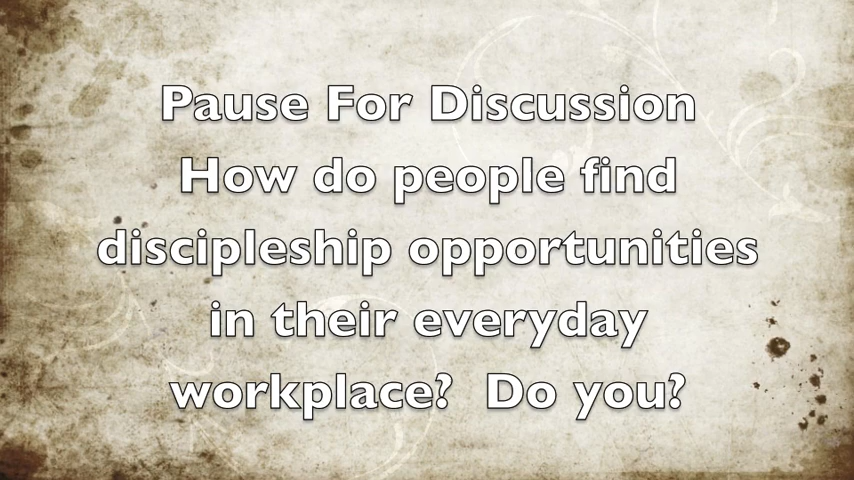 Pause For Discussion
How do people find
discipleship opportunities
in their everyday
workplace?  Do you?